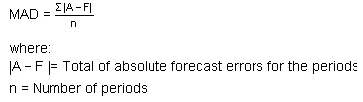 MAD = Σ|A – F| / n
where:
|A – F |= Total of absolute forecast errors for the periods
n = Number of periods